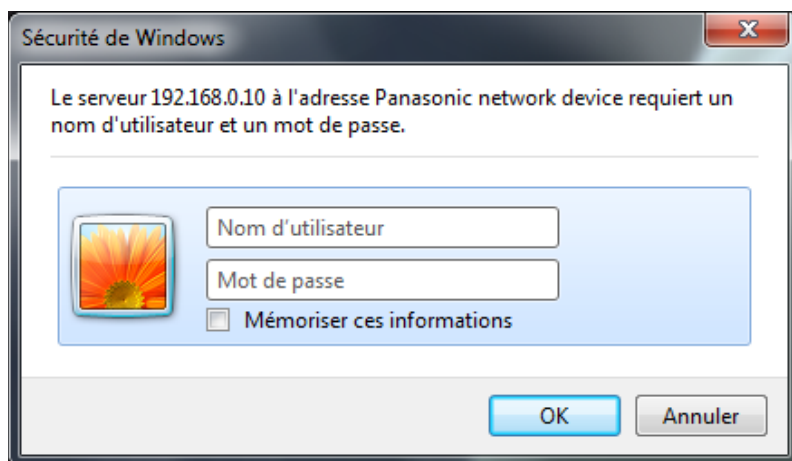 Sécurité de Windows
Le serveur 192.168.0.10 à l'adresse Panasonic network device requiert un
nom d'utilisateur et un mot de passe.
Nom d'utilisateur
Mot de passe
Mémoriser ces informations
OK
Annuler